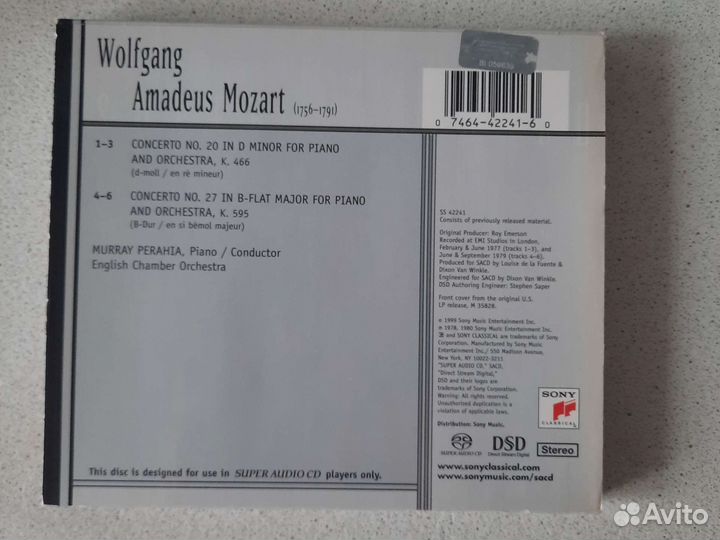 Wolfgang
Amadeus Mozart (1756–1791)
1–3 CONCERTO NO. 20 IN D MINOR FOR PIANO
AND ORCHESTRA, K. 466
(d-moll / en ré mineur)
4–6 CONCERTO NO. 27 IN B-FLAT MAJOR FOR PIANO
AND ORCHESTRA, K. 595
(B-Dur / en si bémol majeur)
MURRAY PERAHIA, Piano / Conductor
English Chamber Orchestra
This disc is designed for use in SUPER AUDIO CD players only.
0 7464-42241-6 0
SS 42241
Consists of previously released material.
Original Producer: Roy Emerson
Recorded at EMI Studios in London,
February & June 1977 (tracks 1–3), and
June & September 1979 (tracks 4–6).
Produced for SACD by Louise de la Fuente &
Dixon Van Winkle.
Engineered for SACD by Dixon Van Winkle.
DSD Authoring Engineer: Stephen Saper
Front cover from the original U.S.
LP release, M 35828.
℗ 1999 Sony Music Entertainment Inc.
℗ 1978, 1980 Sony Music Entertainment Inc.
and SONY CLASSICAL are trademarks of Sony
Corporation. Manufactured by Sony Music
Entertainment Inc./ 550 Madison Avenue,
New York, NY 10022-3211
"SUPER AUDIO CD," SACD,
"Direct Stream Digital,"
DSD and their logos are
trademarks of Sony Corporation.
Warning: All rights reserved.
Unauthorized duplication is a
violation of applicable laws.
Distribution: Sony Music.
SONY
CLASSICAL
SUPER AUDIO CD
DSD
Direct Stream Digital
Stereo
www.sonyclassical.com
www.sonymusic.com/sacd
Avito